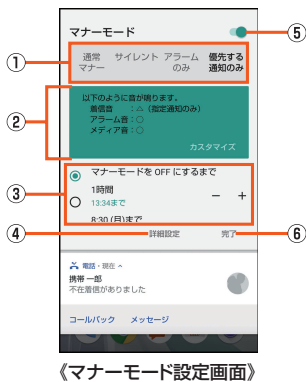 マナーモード
⑤
①
通常
マナー
サイレント
アラーム
のみ
優先する
通知のみ
②
以下のように音が鳴ります。
着信音 ：△（指定通知のみ）
アラーム音：○
メディア音：○
カスタマイズ
③
マナーモードを OFF にするまで
1時間
13:34まで
− +
8:30 (月)まで
④
詳細設定
完了
⑥
電話・現在
携帯 一郎
不在着信がありました
コールバック メッセージ
《マナーモード設定画面》